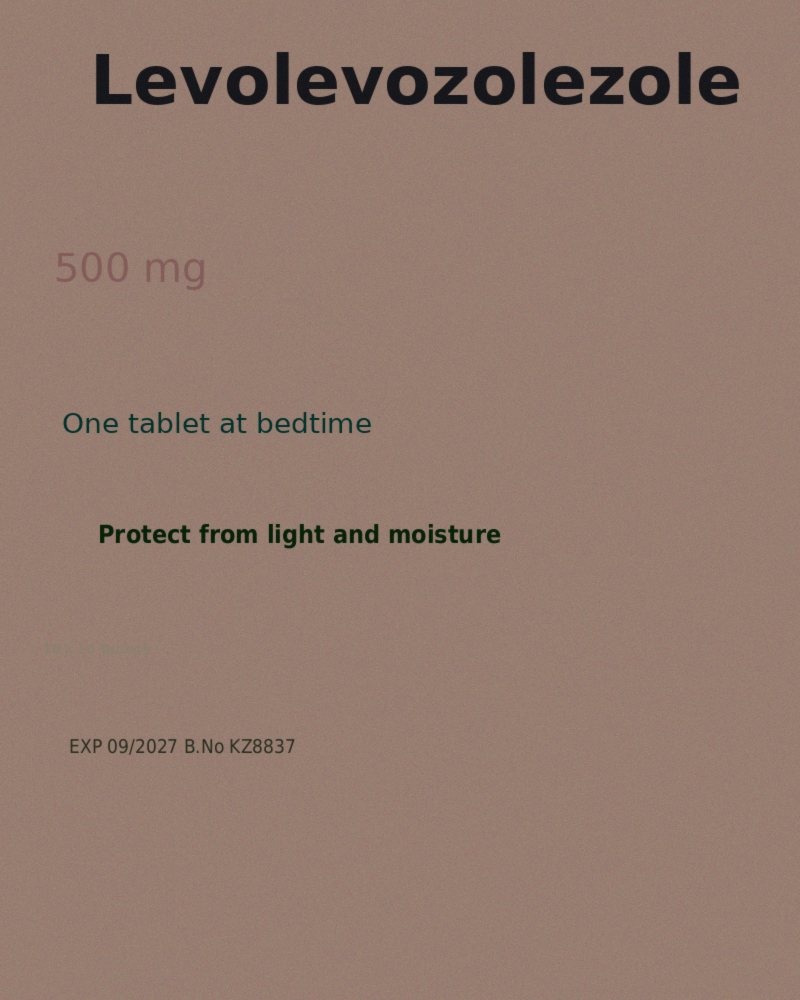 Levolevozolezole
500 mg
One tablet at bedtime
Protect from light and moisture
EXP 09/2027 B.No KZ8837